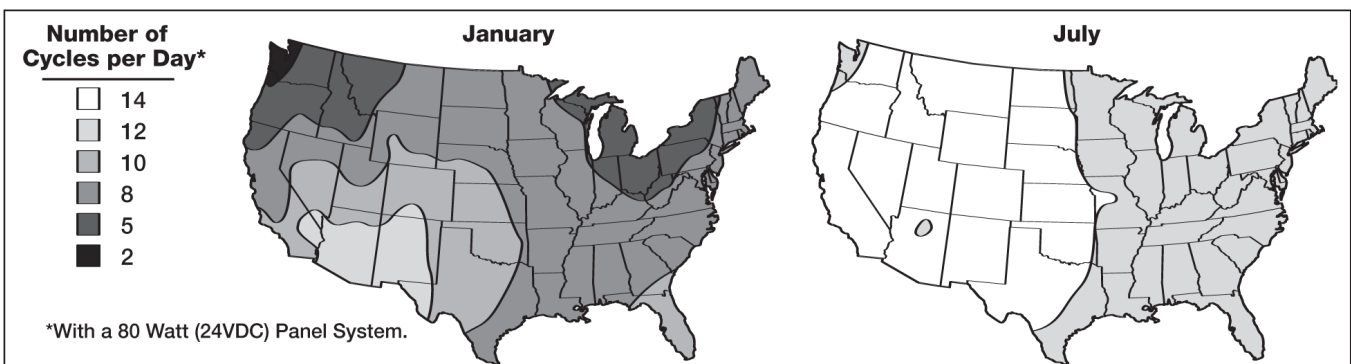 Number of
Cycles per Day*
14
12
10
8
5
2
*With a 80 Watt (24VDC) Panel System.
January
July